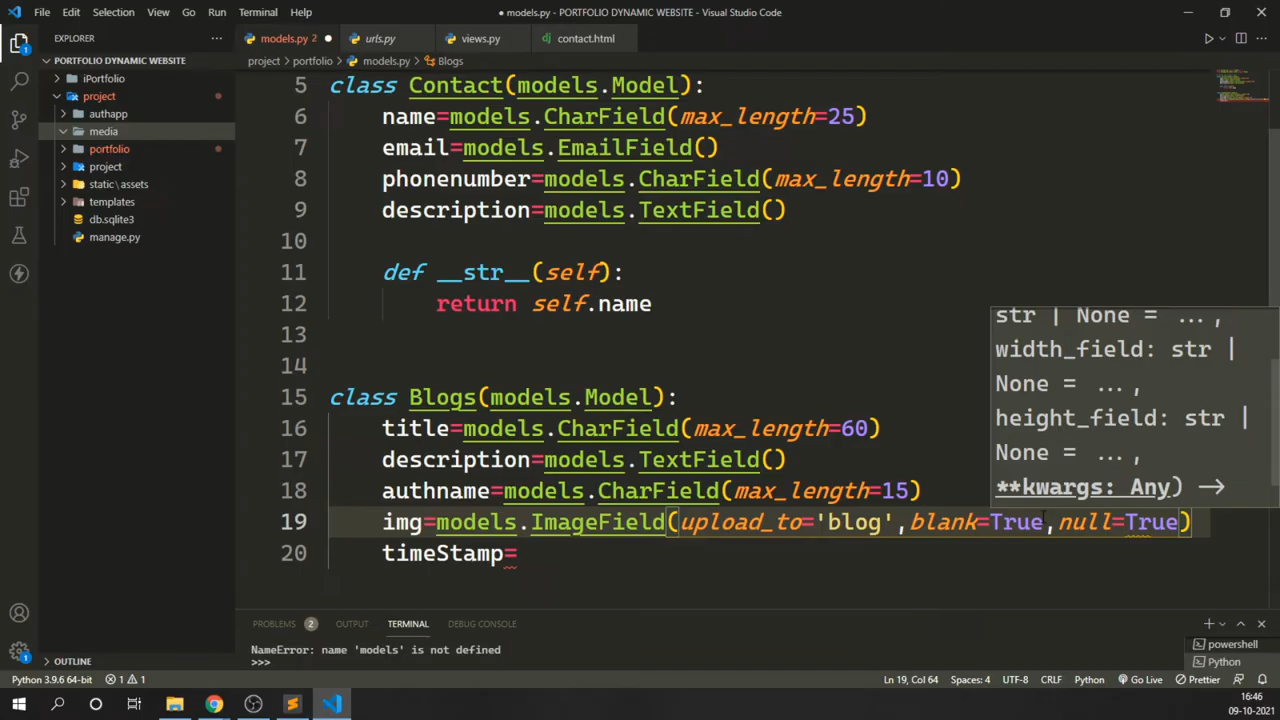 File Edit Selection View Go Run Terminal Help
● models.py - PORTFOLIO DYNAMIC WEBSITE - Visual Studio Code
EXPLORER
PORTFOLIO DYNAMIC WEBSITE
iPortfolio
project
authapp
media
portfolio
project
static\assets
templates
db.sqlite3
manage.py
OUTLINE
models.py 2
urls.py
views.py
contact.html
project > portfolio > models.py > Blogs
5 class Contact(models.Model):
6 name=models.CharField(max_length=25)
7 email=models.EmailField()
8 phonenumber=models.CharField(max_length=10)
9 description=models.TextField()
10
11 def __str__(self):
12 return self.name
13
14
15 class Blogs(models.Model):
16 title=models.CharField(max_length=60)
17 description=models.TextField()
18 authname=models.CharField(max_length=15)
19 img=models.ImageField(upload_to='blog',blank=True,null=True)
20 timeStamp=
str | None = ...,
width_field: str |
None = ...,
height_field: str |
None = ...,
**kwargs: Any) ->
PROBLEMS 2 OUTPUT TERMINAL DEBUG CONSOLE
NameError: name 'models' is not defined
>>>
powershell
Python
Python 3.9.6 64-bit 1 1 Ln 19, Col 64 Spaces: 4 UTF-8 CRLF Python Go Live Prettier
16:46
09-10-2021